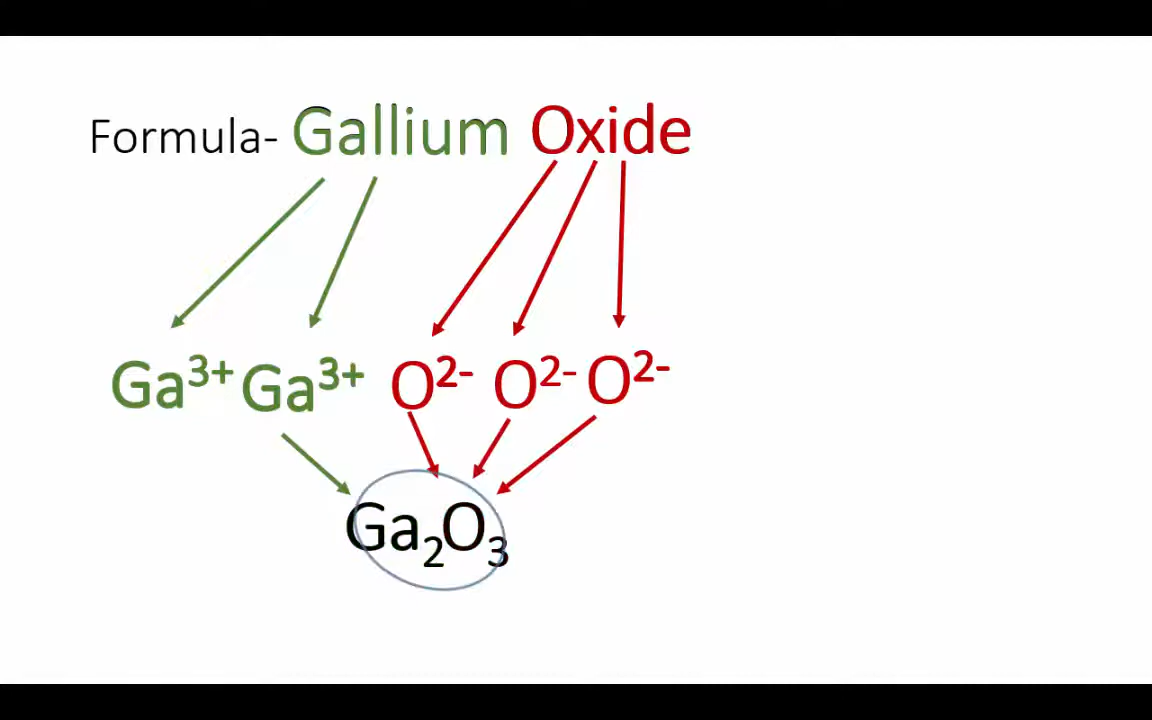 Formula- Gallium Oxide
Ga³⁺ Ga³⁺ O²⁻ O²⁻ O²⁻
Ga₂O₃